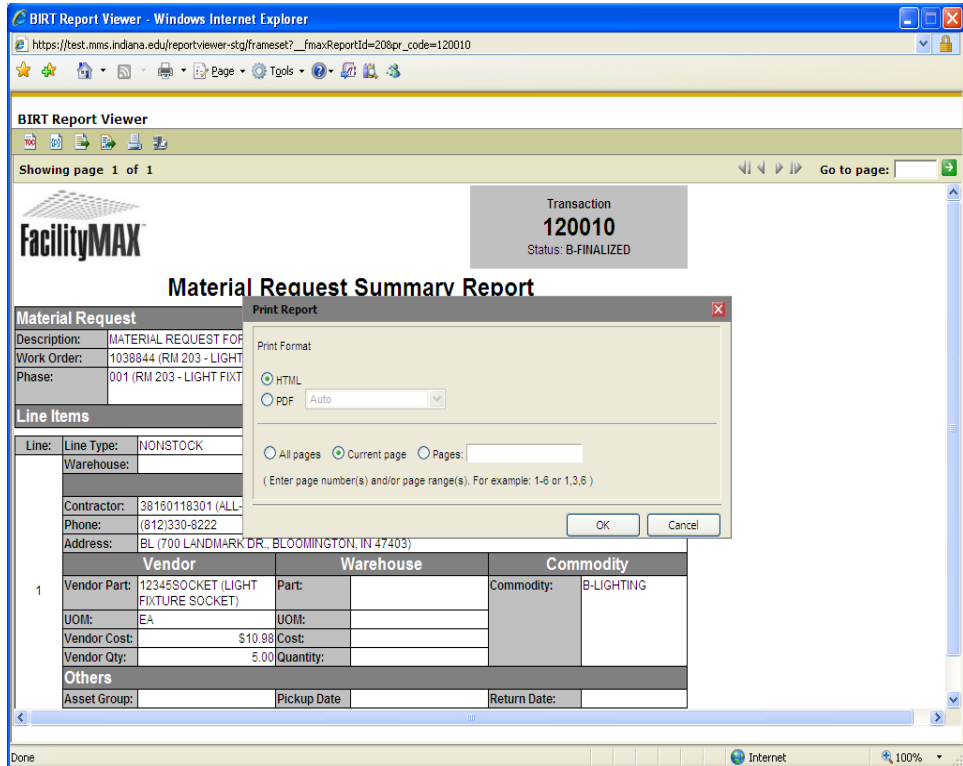 BIRT Report Viewer - Windows Internet Explorer
https://test.mms.indiana.edu/reportviewer-stg/frameset?__fmaxReportId=20&pr_code=120010
Page Tools
BIRT Report Viewer
TOC
Showing page 1 of 1 Go to page:
FacilityMAX
Transaction
120010
Status: B-FINALIZED
Material Request Summary Report
Material Request
Description: MATERIAL REQUEST FOR
Work Order: 1038844 (RM 203 - LIGHT
Phase: 001 (RM 203 - LIGHT FIXT
Line Items
Print Report
Print Format
HTML
PDF Auto
All pages Current page Pages:
( Enter page number(s) and/or page range(s). For example: 1-6 or 1,3,6 )
OK Cancel
Line: Line Type: NONSTOCK
Warehouse:
Contractor: 38160118301 (ALL-
Phone: (812)330-8222
Address: BL (700 LANDMARK DR., BLOOMINGTON, IN 47403)
Vendor Warehouse Commodity
1 Vendor Part: 12345SOCKET (LIGHT FIXTURE SOCKET) Part: Commodity: B-LIGHTING
UOM: EA UOM:
Vendor Cost: $10.98 Cost:
Vendor Qty: 5.00 Quantity:
Others
Asset Group: Pickup Date Return Date:
Done Internet 100%